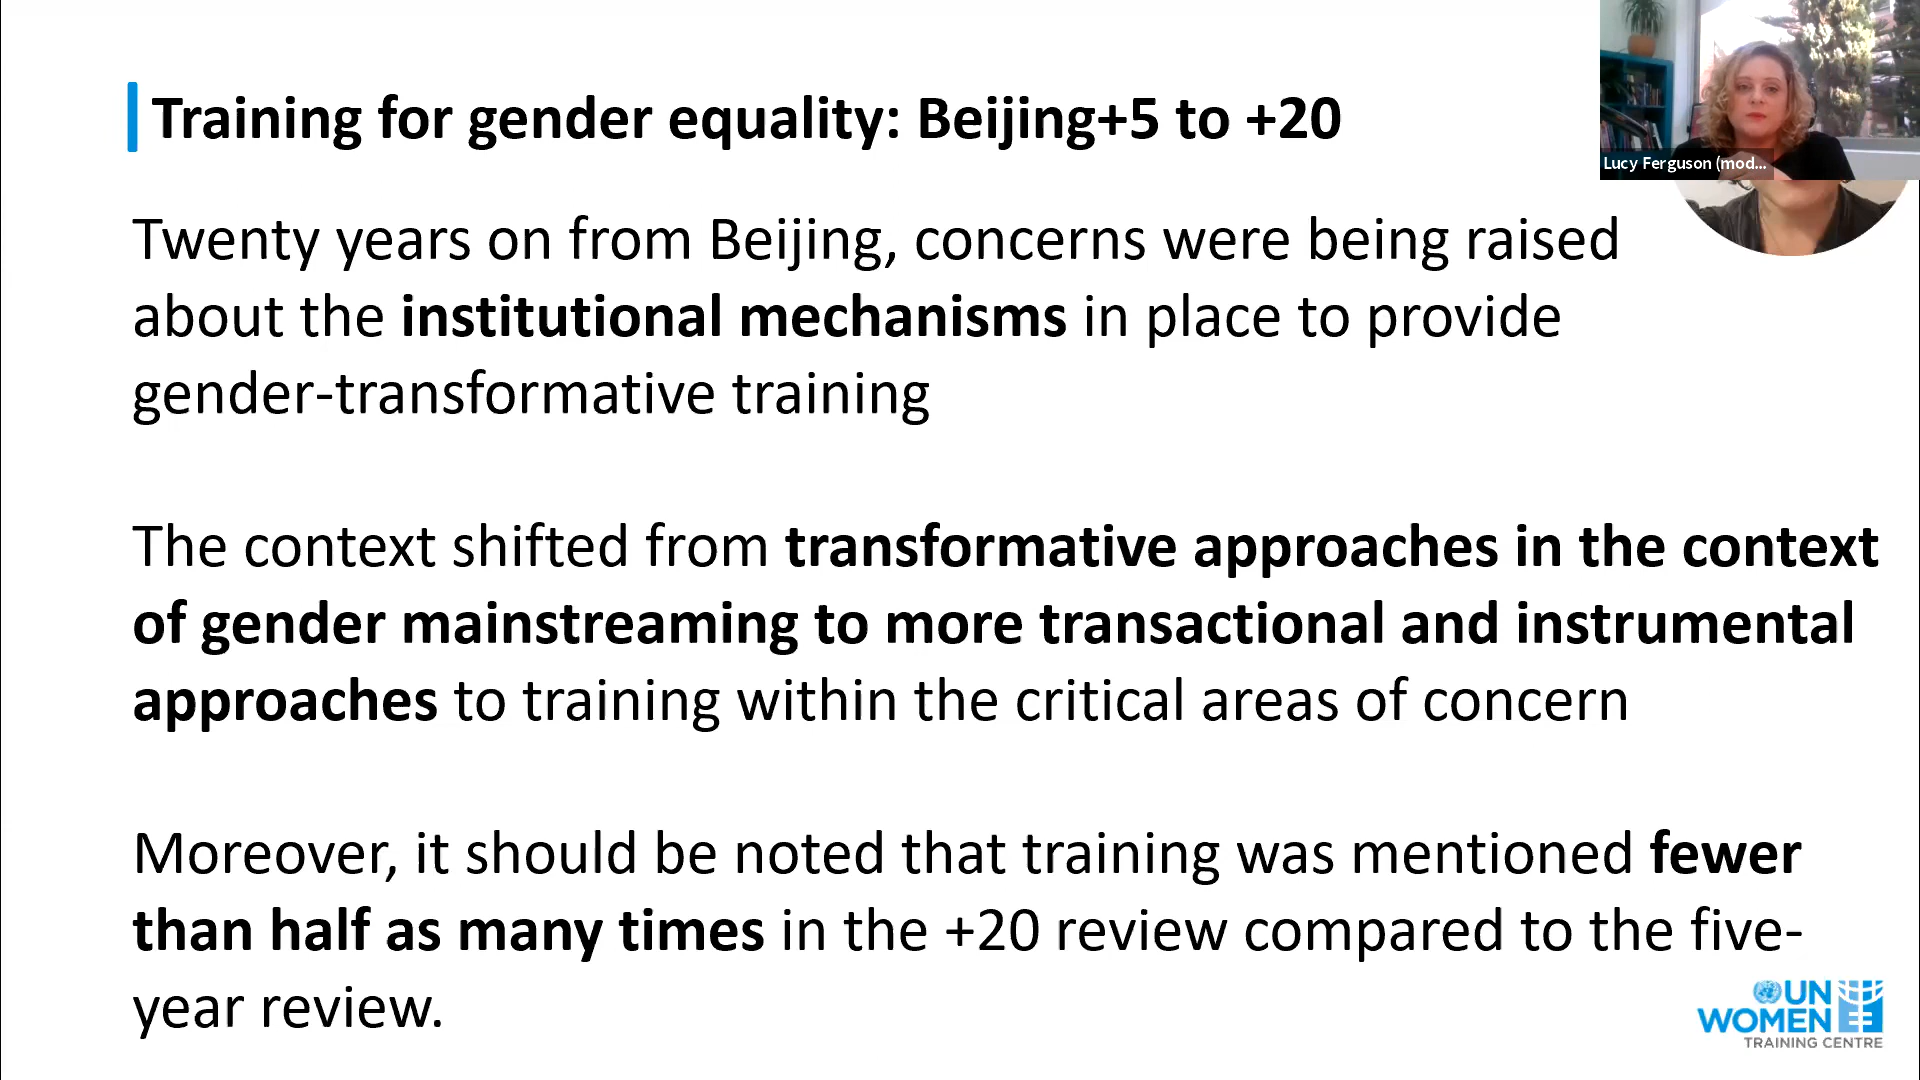 Training for gender equality: Beijing+5 to +20
Lucy Ferguson (mod...
Twenty years on from Beijing, concerns were being raised
about the institutional mechanisms in place to provide
gender-transformative training
The context shifted from transformative approaches in the context
of gender mainstreaming to more transactional and instrumental
approaches to training within the critical areas of concern
Moreover, it should be noted that training was mentioned fewer
than half as many times in the +20 review compared to the five-
year review.
UN
WOMEN
TRAINING CENTRE